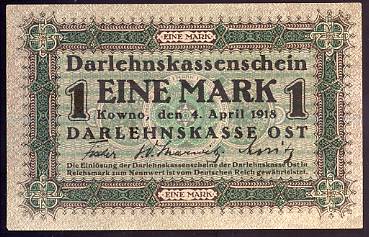 EINE MARK
Darlehnskassenschein
1 EINE MARK 1
Kowno, den 4. April 1918
DARLEHNSKASSE OST
Die Einlösung der Darlehnskassenscheine der Darlehnskasse Ost in
Reichsmark zum Nennwert ist vom Deutschen Reich gewährleistet.
EINE MARK